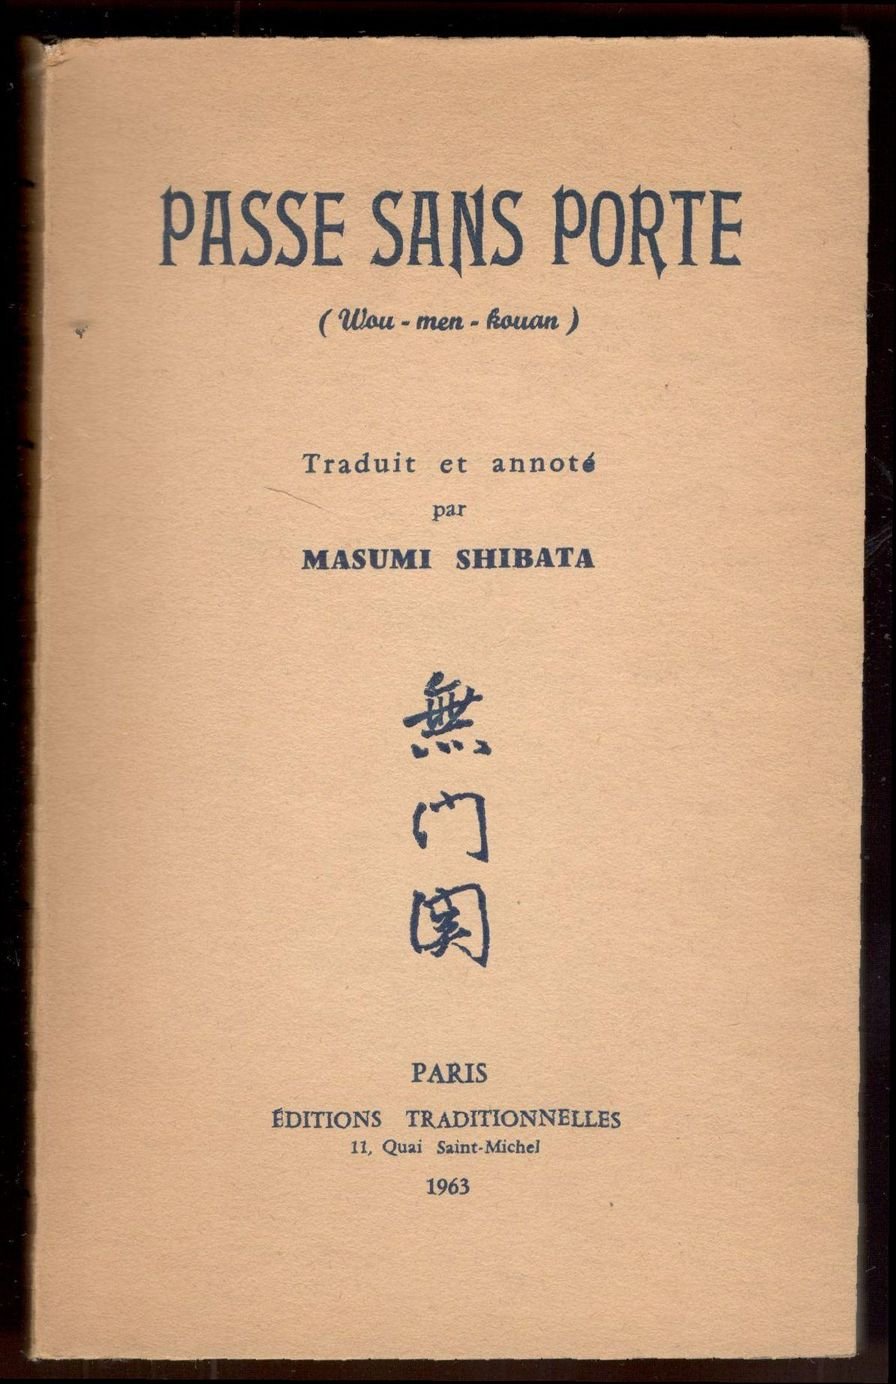 PASSE SANS PORTE
( Wou - men - kouan )
Traduit et annoté
par
MASUMI SHIBATA
無
門
関
PARIS
ÉDITIONS TRADITIONNELLES
11, Quai Saint-Michel
1963